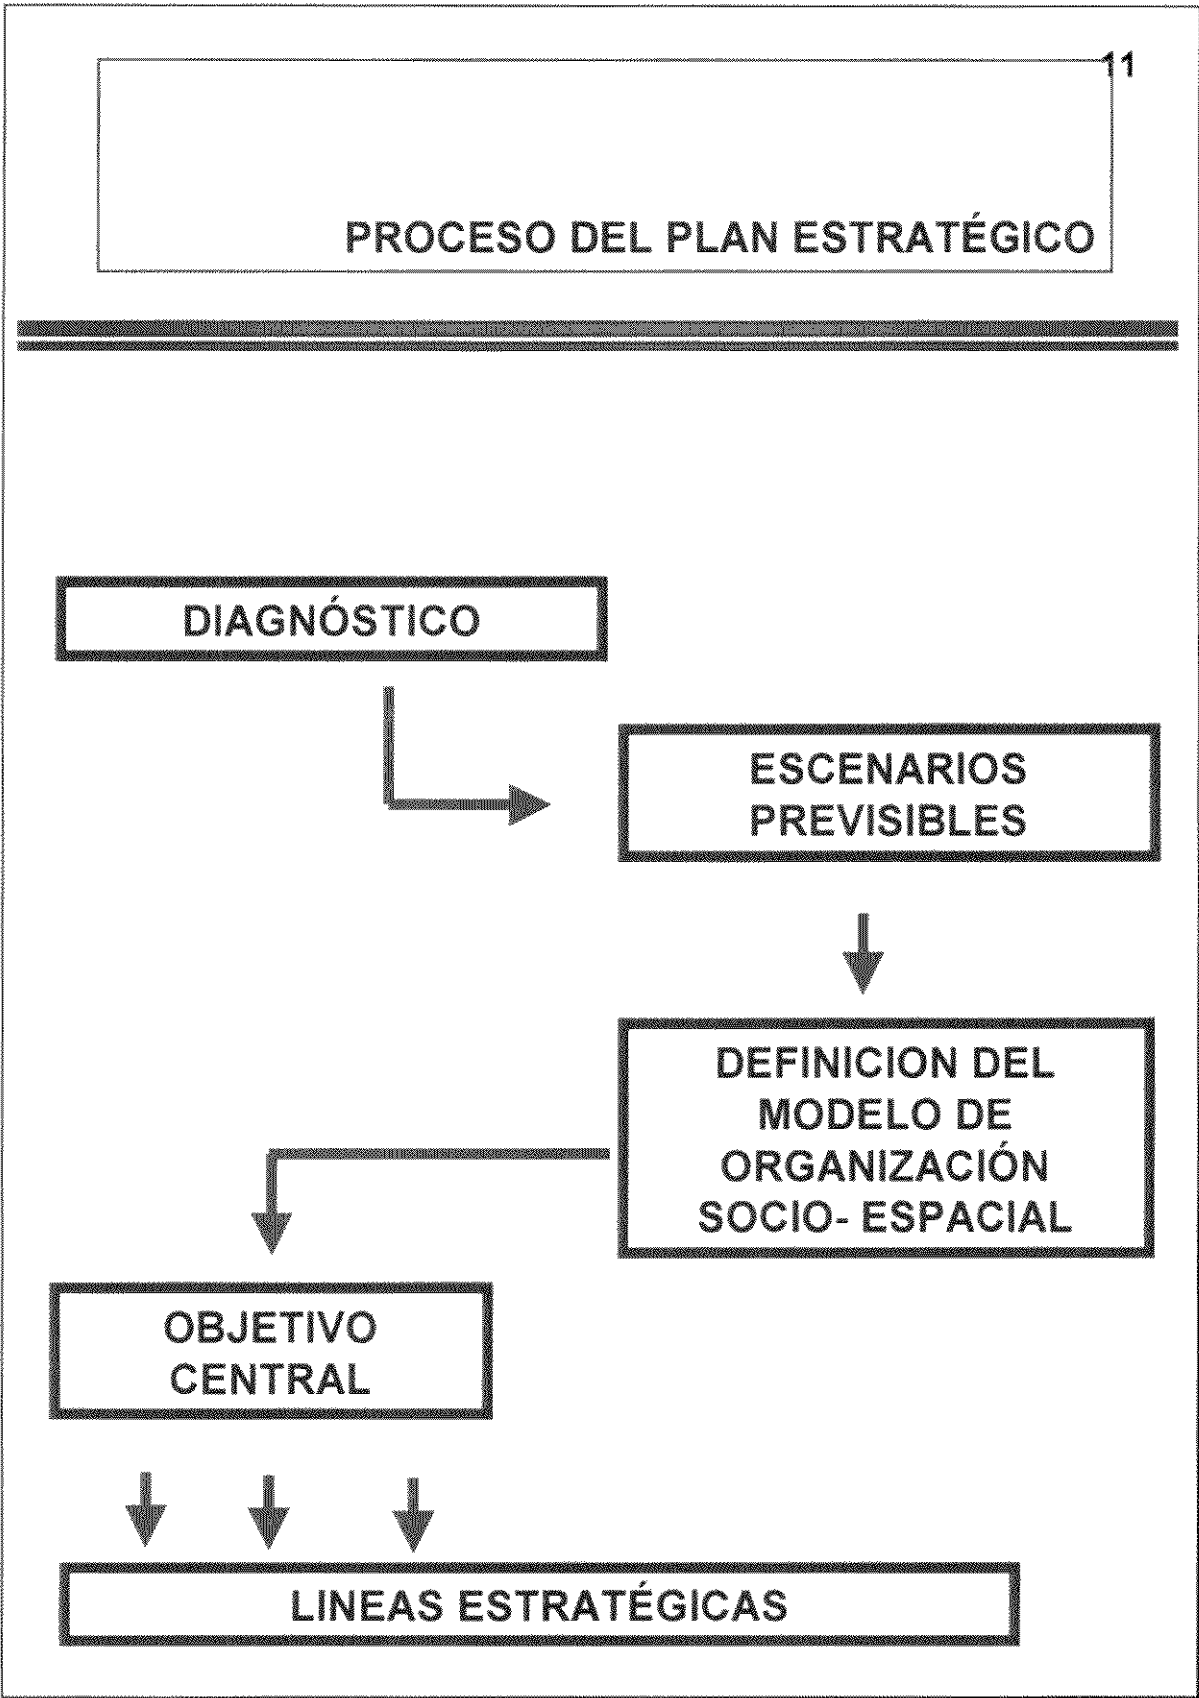 11
PROCESO DEL PLAN ESTRATÉGICO
DIAGNÓSTICO
ESCENARIOS
PREVISIBLES
DEFINICION DEL
MODELO DE
ORGANIZACIÓN
SOCIO- ESPACIAL
OBJETIVO
CENTRAL
LINEAS ESTRATÉGICAS